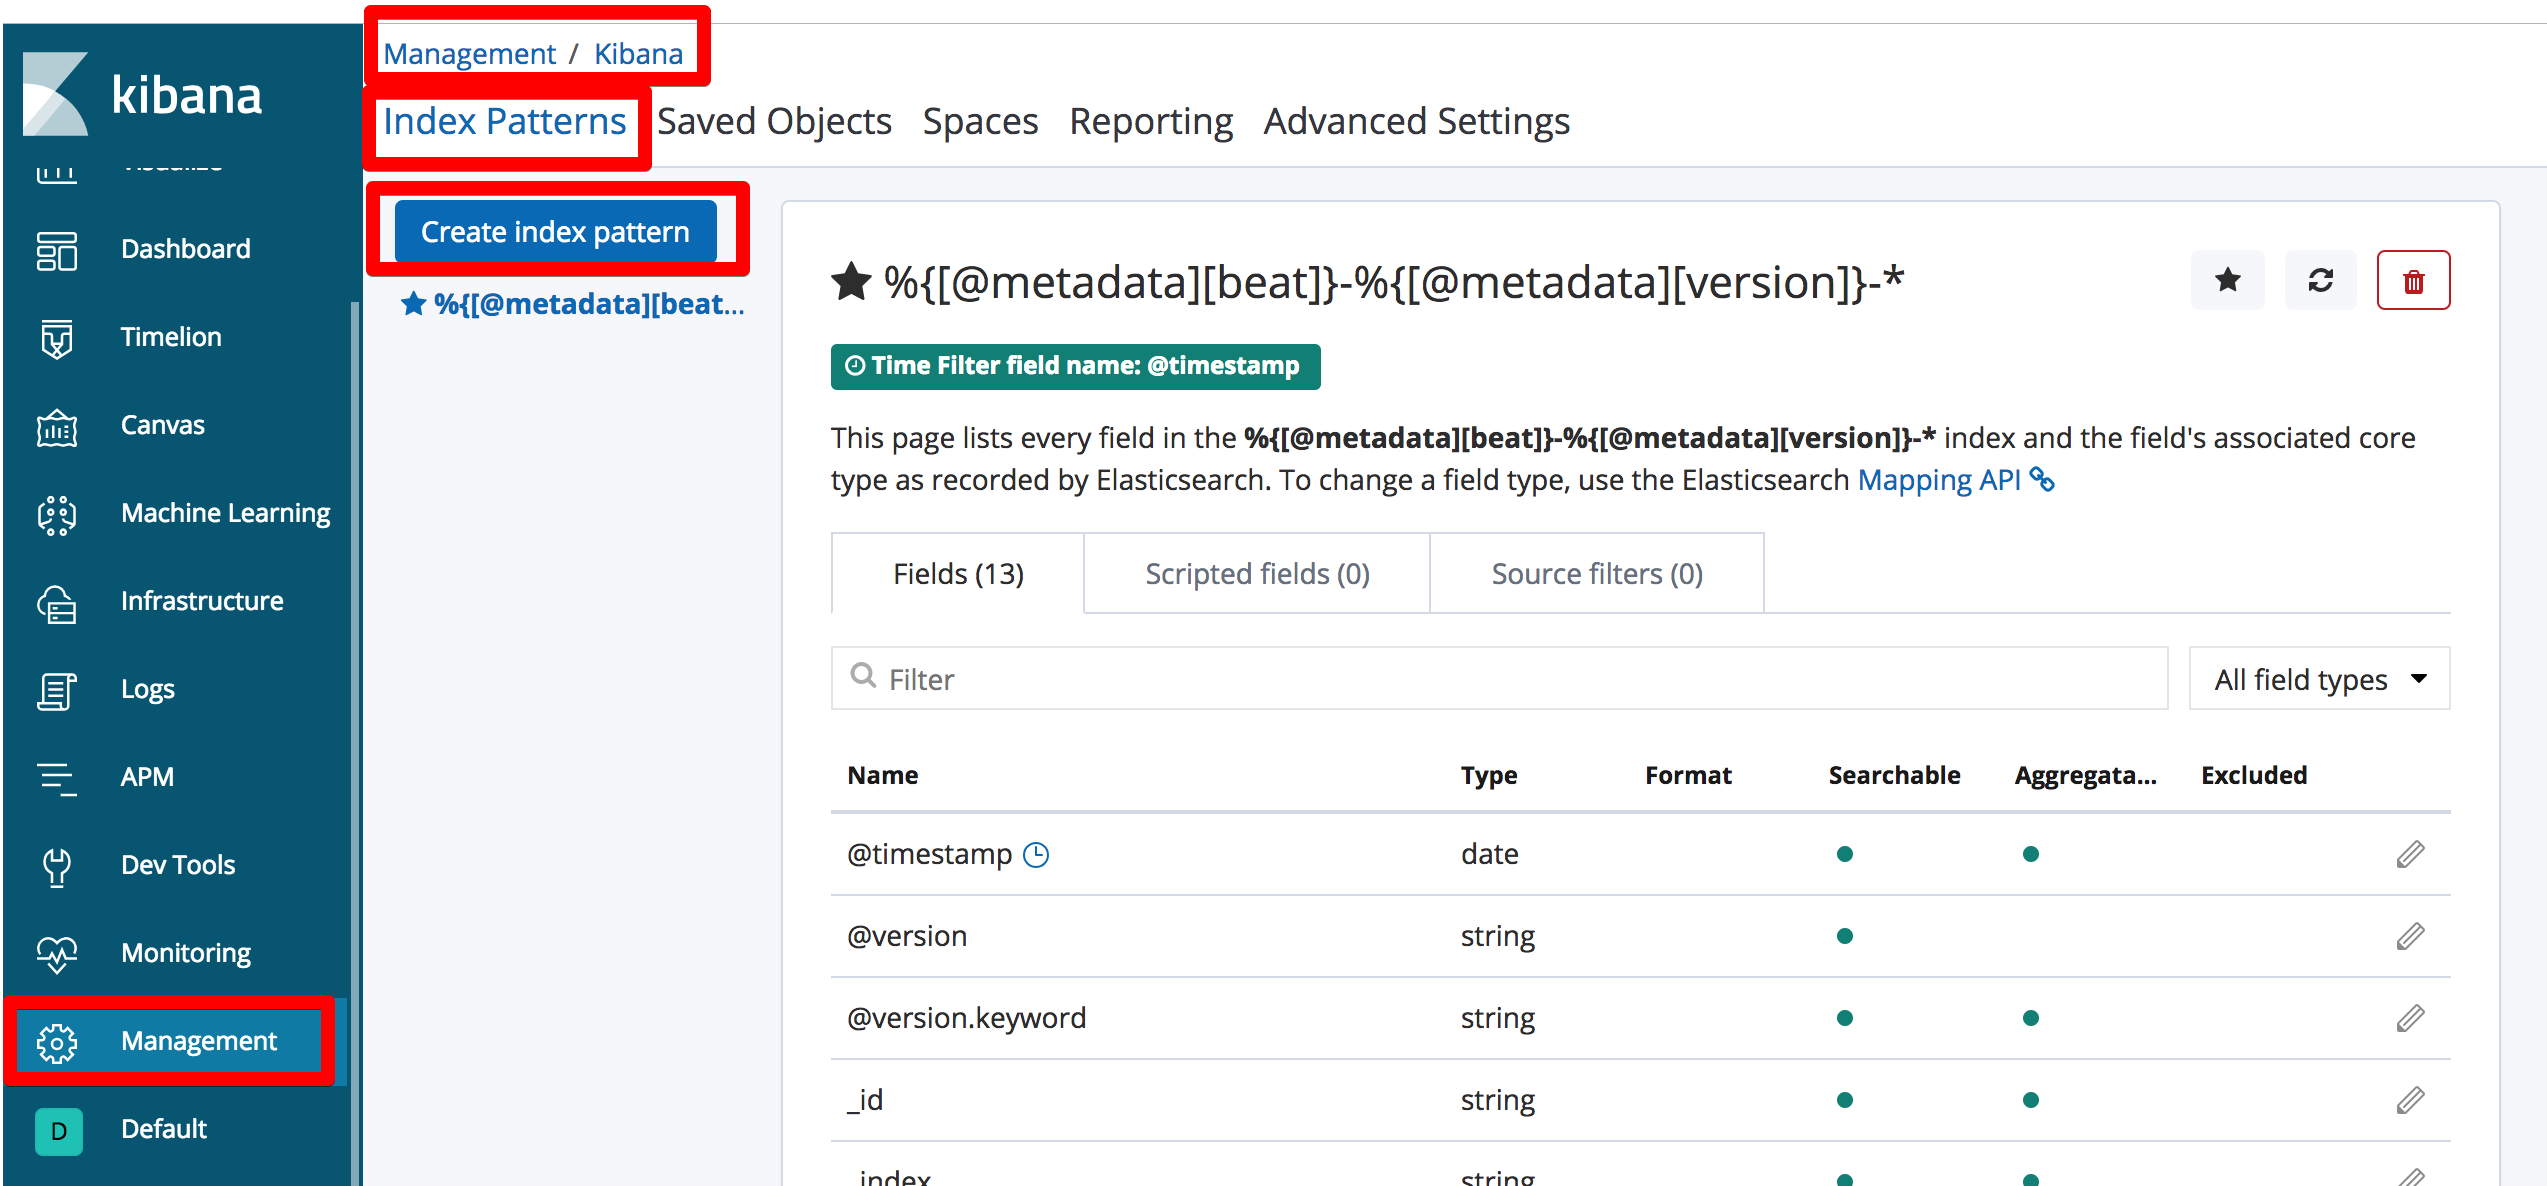 kibana
Dashboard
Timelion
Canvas
Machine Learning
Infrastructure
Logs
APM
Dev Tools
Monitoring
Management
D Default
Management / Kibana
Index Patterns Saved Objects Spaces Reporting Advanced Settings
Create index pattern
%{[@metadata][beat...
%{[@metadata][beat]}-%{[@metadata][version]}-*
Time Filter field name: @timestamp
This page lists every field in the %{[@metadata][beat]}-%{[@metadata][version]}-* index and the field's associated core
type as recorded by Elasticsearch. To change a field type, use the Elasticsearch Mapping API
Fields (13) Scripted fields (0) Source filters (0)
Filter All field types
Name Type Format Searchable Aggregata... Excluded
@timestamp date
@version string
@version.keyword string
_id string
_index string